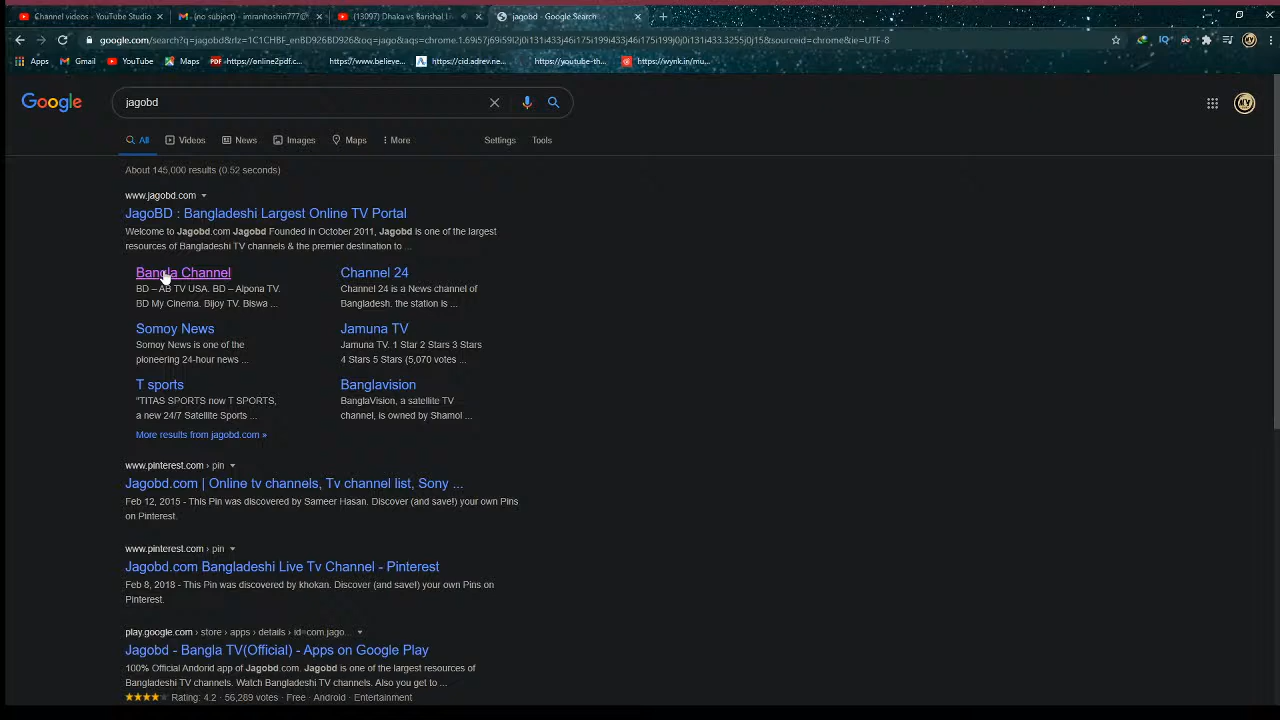 Channel videos - YouTube Studio
(no subject) - imranhoshin777@
(13097) Dhaka vs Barishal l
jagobd - Google Search
google.com/search?q=jagobd&rlz=1C1CHBF_enBD926BD926&oq=jago&aqs=chrome.1.69i57j69i59l2j0i131i433j46i175i199i433j46i175i199j0j0i131i433.3255j0j15&sourceid=chrome&ie=UTF-8
Apps Gmail YouTube Maps https://online2pdf.c... https://www.believe... https://cid.adrev.ne... https://youtube-th... https://wynk.in/mu...
Google jagobd
All Videos News Images Maps More Settings Tools
About 145,000 results (0.52 seconds)
www.jagobd.com
JagoBD : Bangladeshi Largest Online TV Portal
Welcome to Jagobd.com Jagobd Founded in October 2011, Jagobd is one of the largest
resources of Bangladeshi TV channels & the premier destination to ...
Bangla Channel
BD – AB TV USA. BD – Alpona TV.
BD My Cinema. Bijoy TV. Biswa ...
Channel 24
Channel 24 is a News channel of
Bangladesh. the station is ...
Somoy News
Somoy News is one of the
pioneering 24-hour news ...
Jamuna TV
Jamuna TV. 1 Star 2 Stars 3 Stars
4 Stars 5 Stars (5,070 votes ...
T sports
"TITAS SPORTS now T SPORTS,
a new 24/7 Satellite Sports ...
Banglavision
BanglaVision, a satellite TV
channel, is owned by Shamol ...
More results from jagobd.com »
www.pinterest.com › pin
Jagobd.com | Online tv channels, Tv channel list, Sony ...
Feb 12, 2015 - This Pin was discovered by Sameer Hasan. Discover (and save!) your own Pins
on Pinterest.
www.pinterest.com › pin
Jagobd.com Bangladeshi Live Tv Channel - Pinterest
Feb 8, 2018 - This Pin was discovered by khokan. Discover (and save!) your own Pins on
Pinterest.
play.google.com › store › apps › details › id=com.jago...
Jagobd - Bangla TV(Official) - Apps on Google Play
100% Official Andorid app of Jagobd.com. Jagobd is one of the largest resources of
Bangladeshi TV channels. Watch Bangladeshi TV channels. Also you get to ...
Rating: 4.2 · 56,289 votes · Free · Android · Entertainment